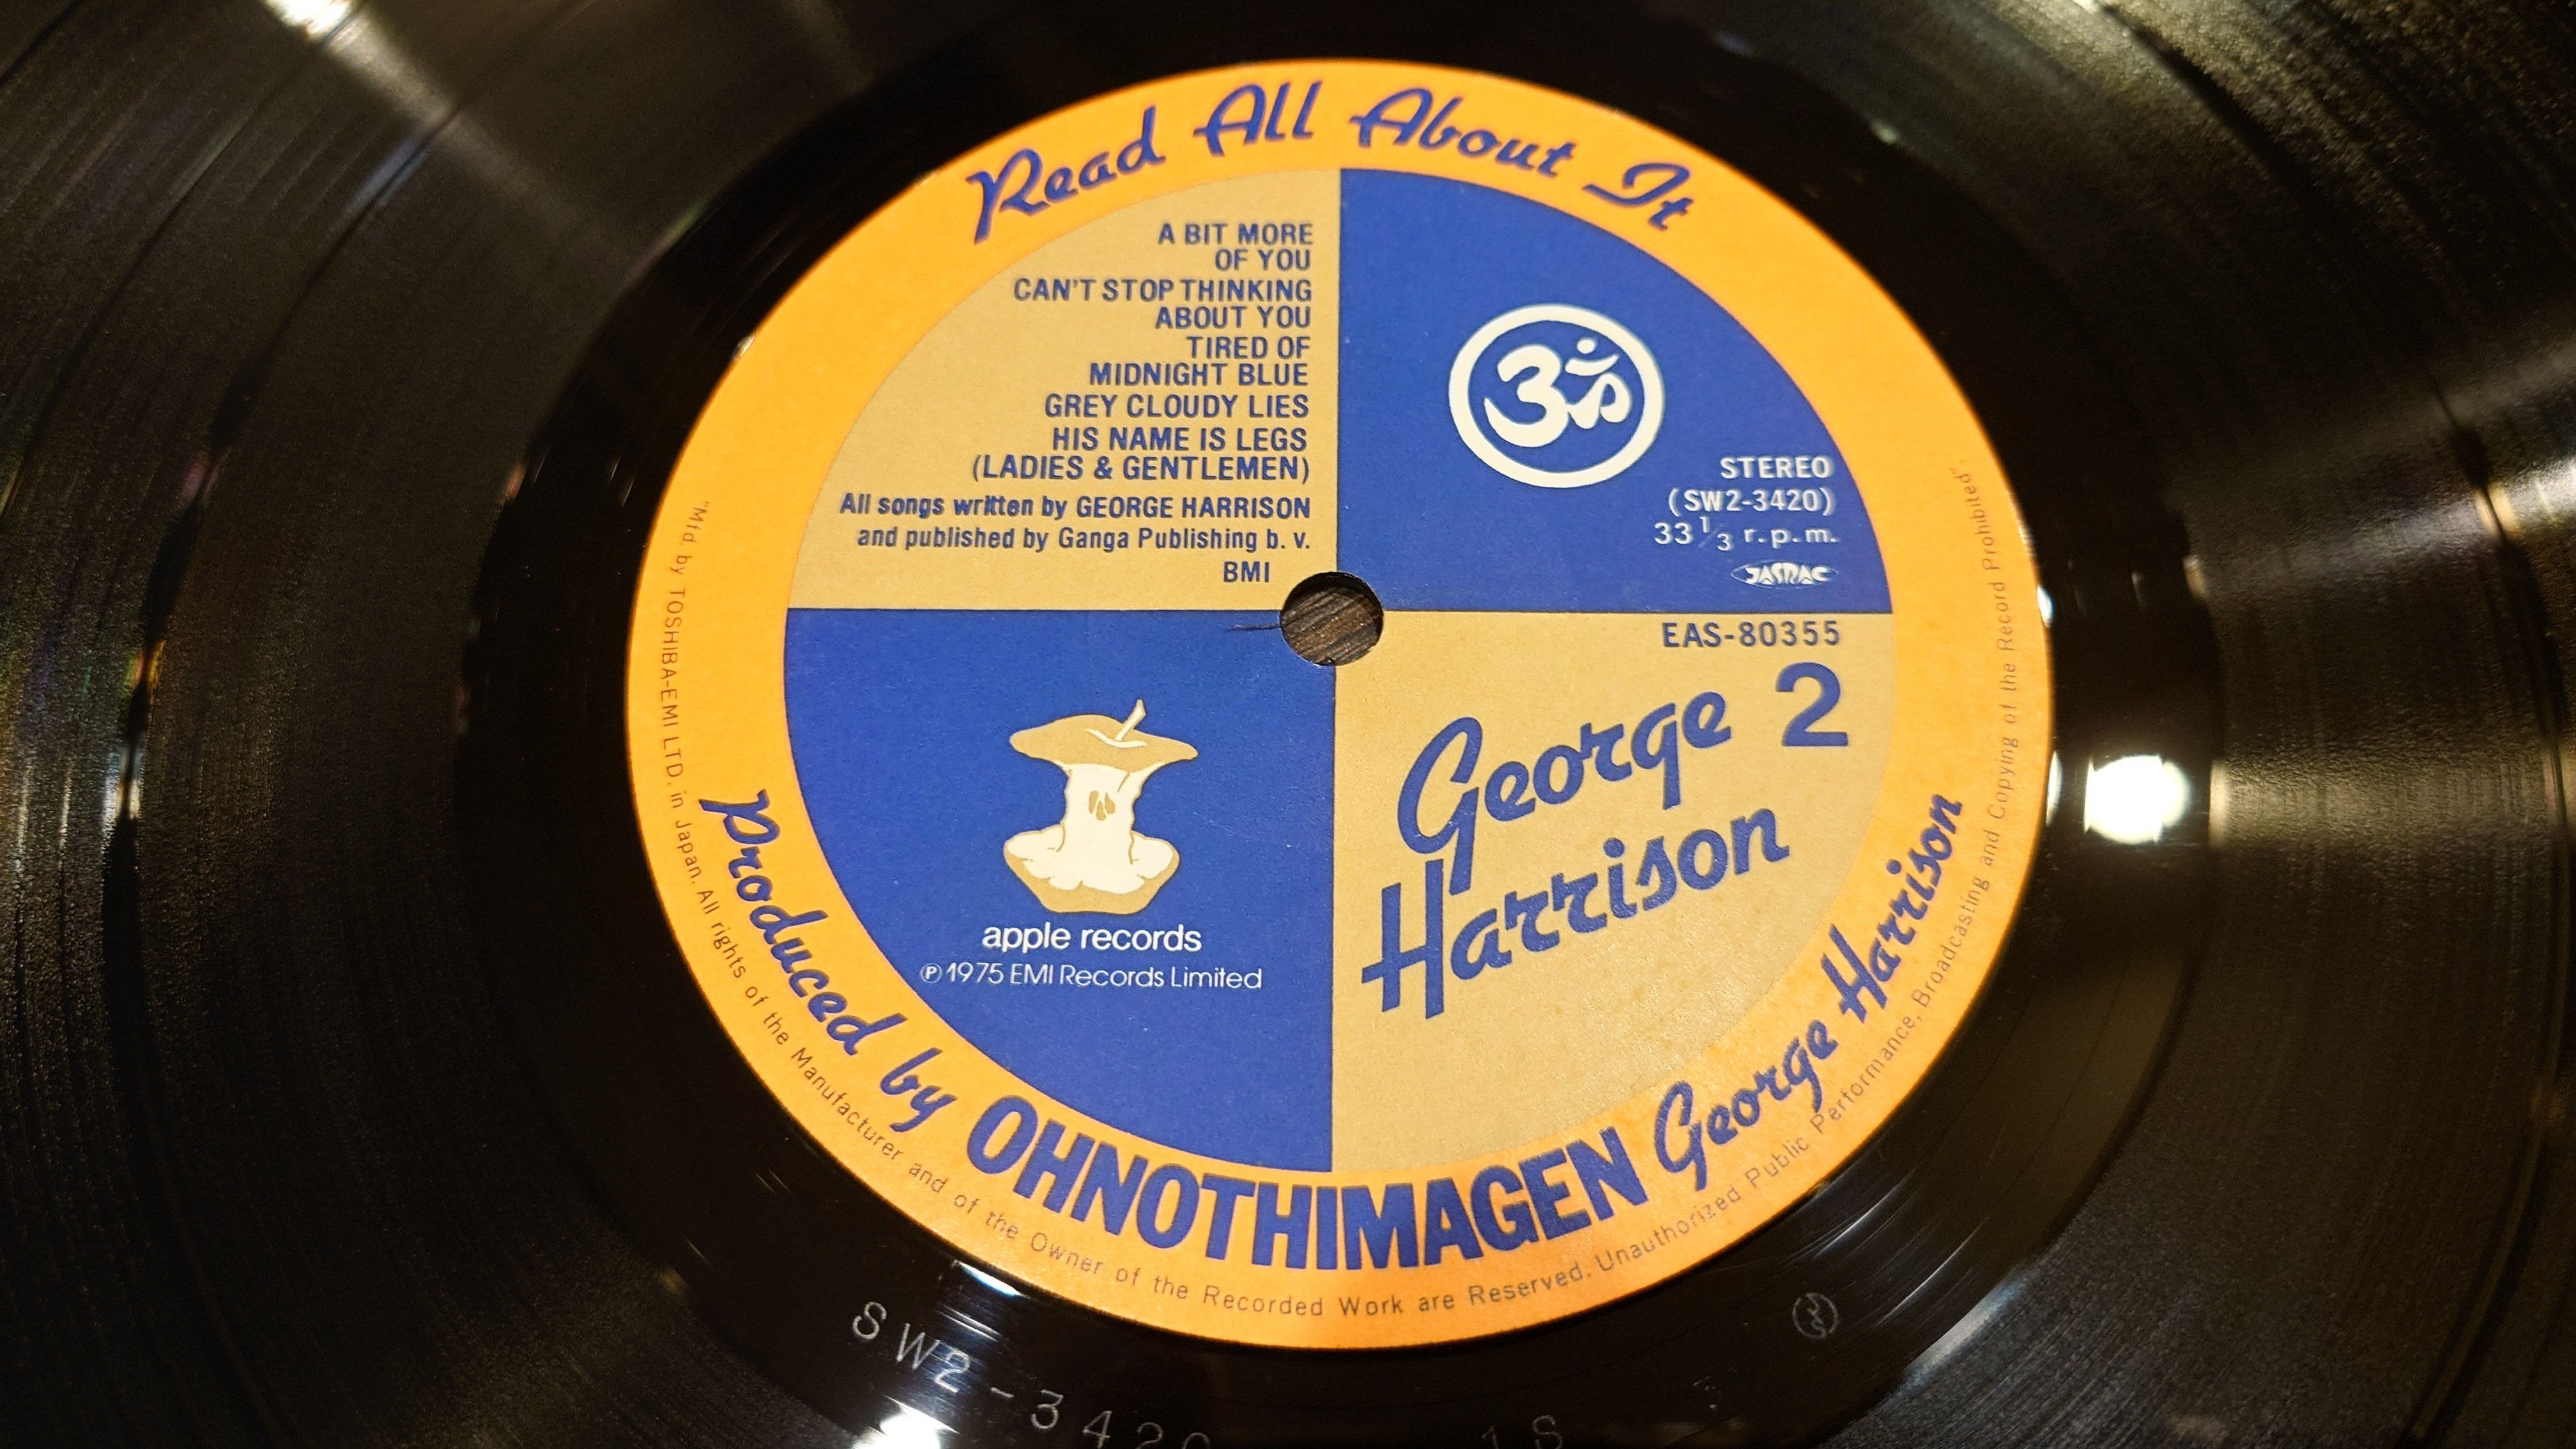 Read All About It
A BIT MORE
OF YOU
CAN'T STOP THINKING
ABOUT YOU
TIRED OF
MIDNIGHT BLUE
GREY CLOUDY LIES
HIS NAME IS LEGS
(LADIES & GENTLEMEN)
All songs written by GEORGE HARRISON
and published by Ganga Publishing b. v.
BMI
ॐ
STEREO
(SW2-3420)
33 1/3 r.p.m.
JASRAC
EAS-80355
2
George
Harrison
apple records
℗ 1975 EMI Records Limited
Produced by OHNOTHIMAGEN George Harrison
"Mfd. by TOSHIBA-EMI LTD. in Japan. All rights of the Manufacturer and of the Owner of the Recorded Work are Reserved. Unauthorized Public Performance, Broadcasting and Copying of the Record Prohibited".
SW2-3420 1S